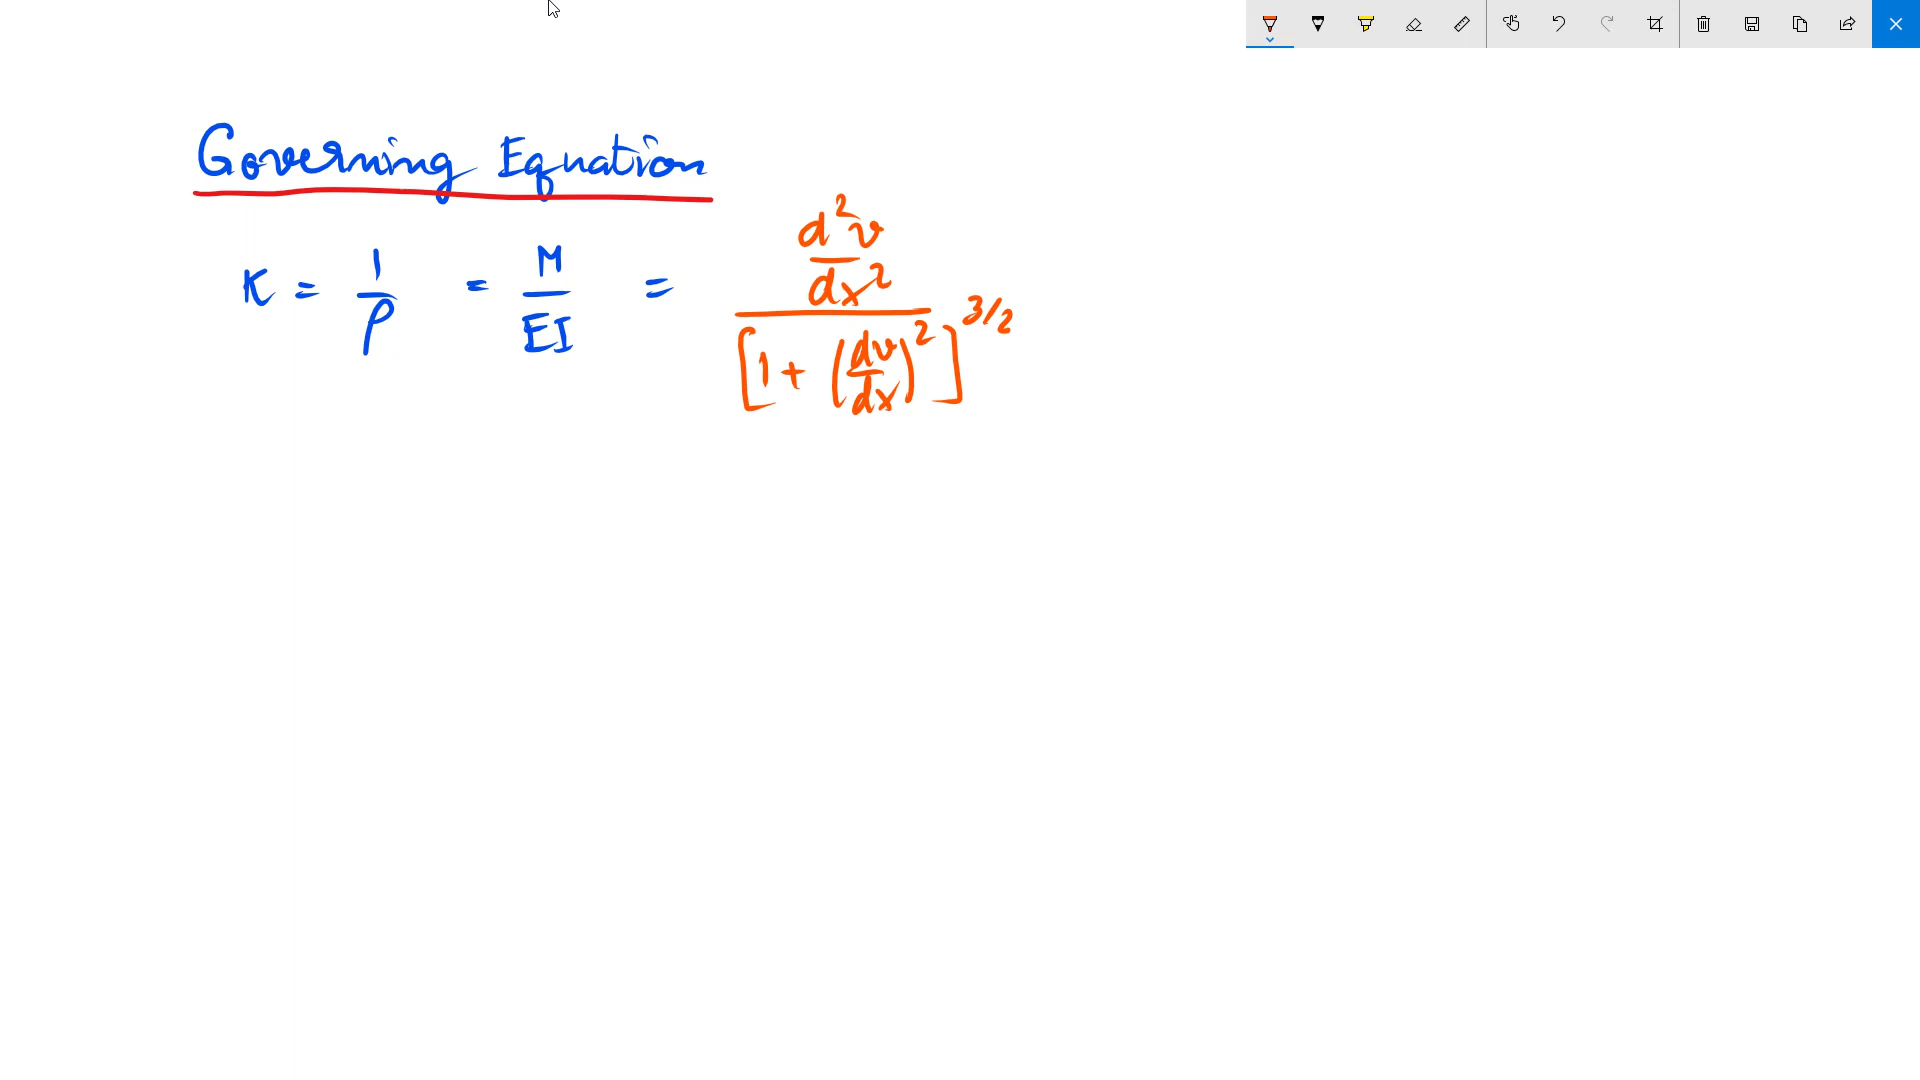 Governing Equation
K = 1/ρ = M/EI = (d²v/dx²) / [1 + (dv/dx)²]^3/2